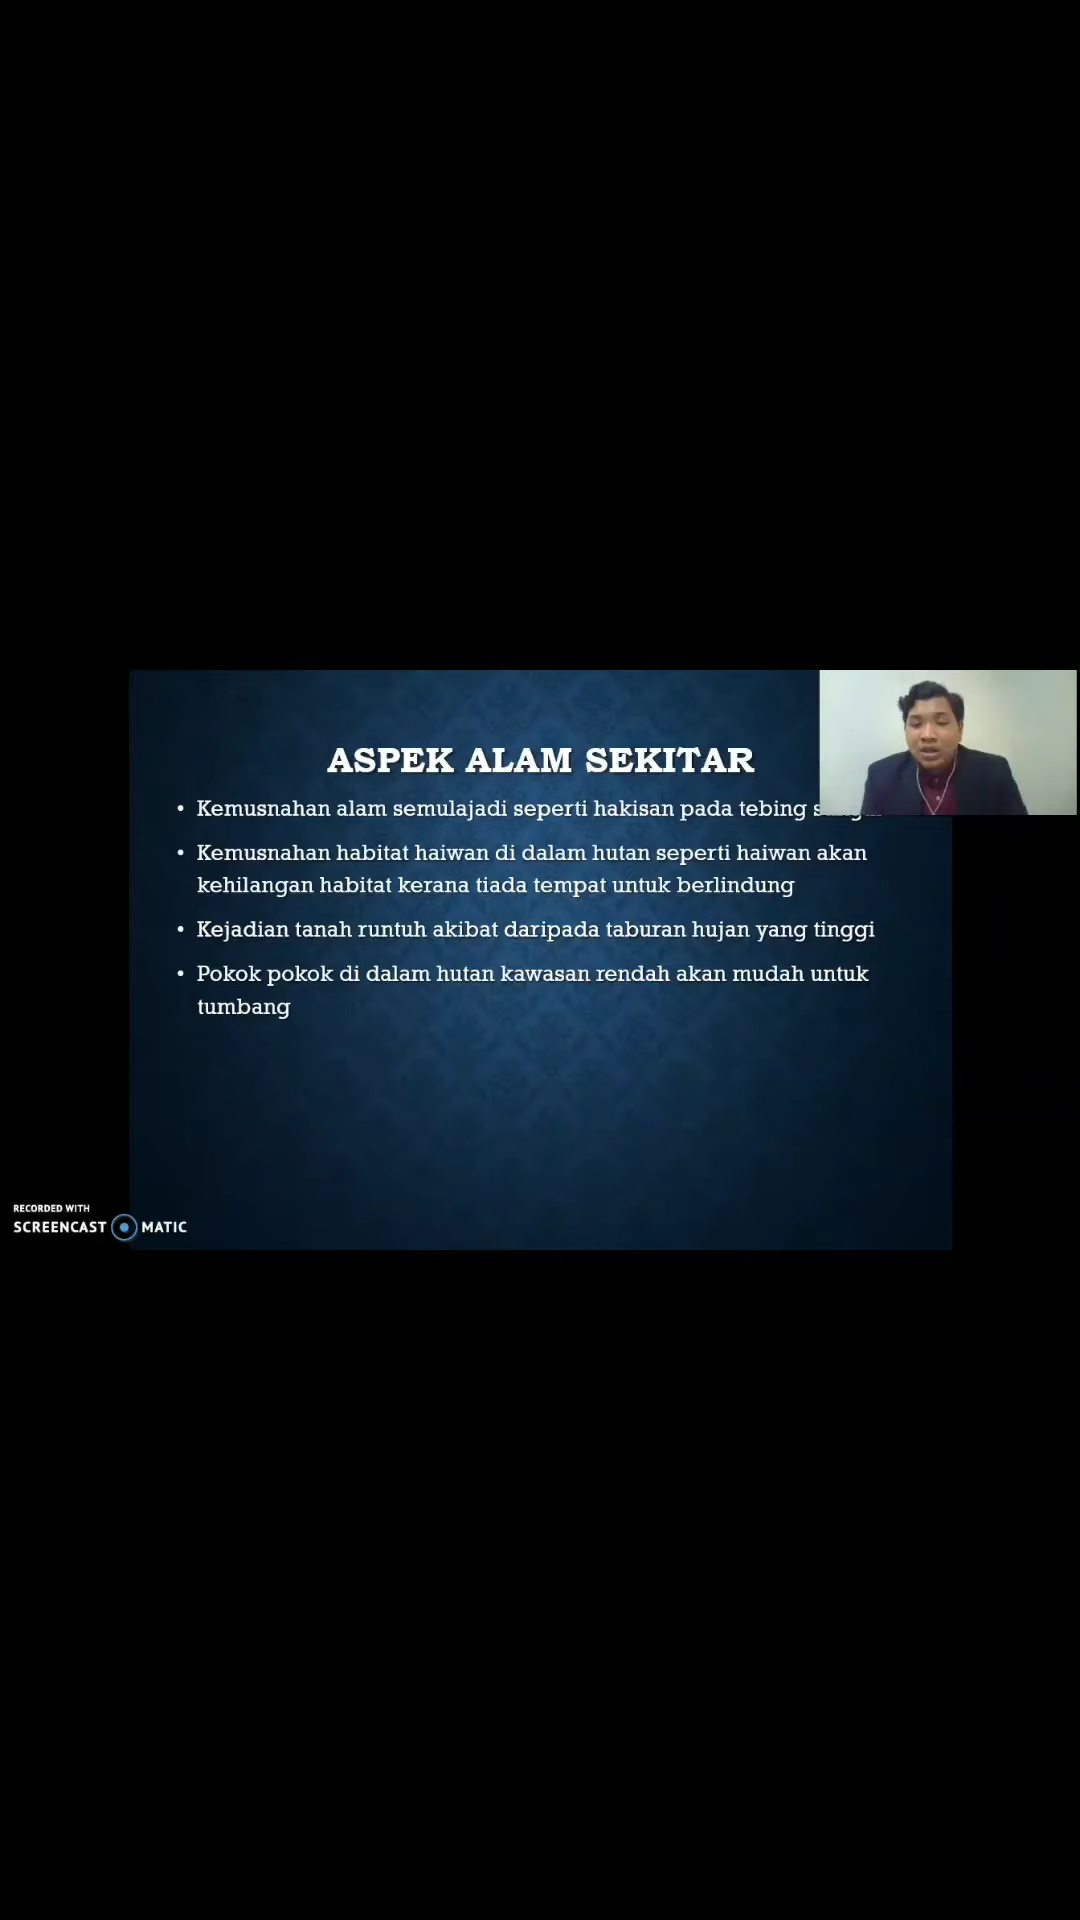 ASPEK ALAM SEKITAR
• Kemusnahan alam semulajadi seperti hakisan pada tebing
• Kemusnahan habitat haiwan di dalam hutan seperti haiwan akan
kehilangan habitat kerana tiada tempat untuk berlindung
• Kejadian tanah runtuh akibat daripada taburan hujan yang tinggi
• Pokok pokok di dalam hutan kawasan rendah akan mudah untuk
tumbang
RECORDED WITH
SCREENCAST MATIC